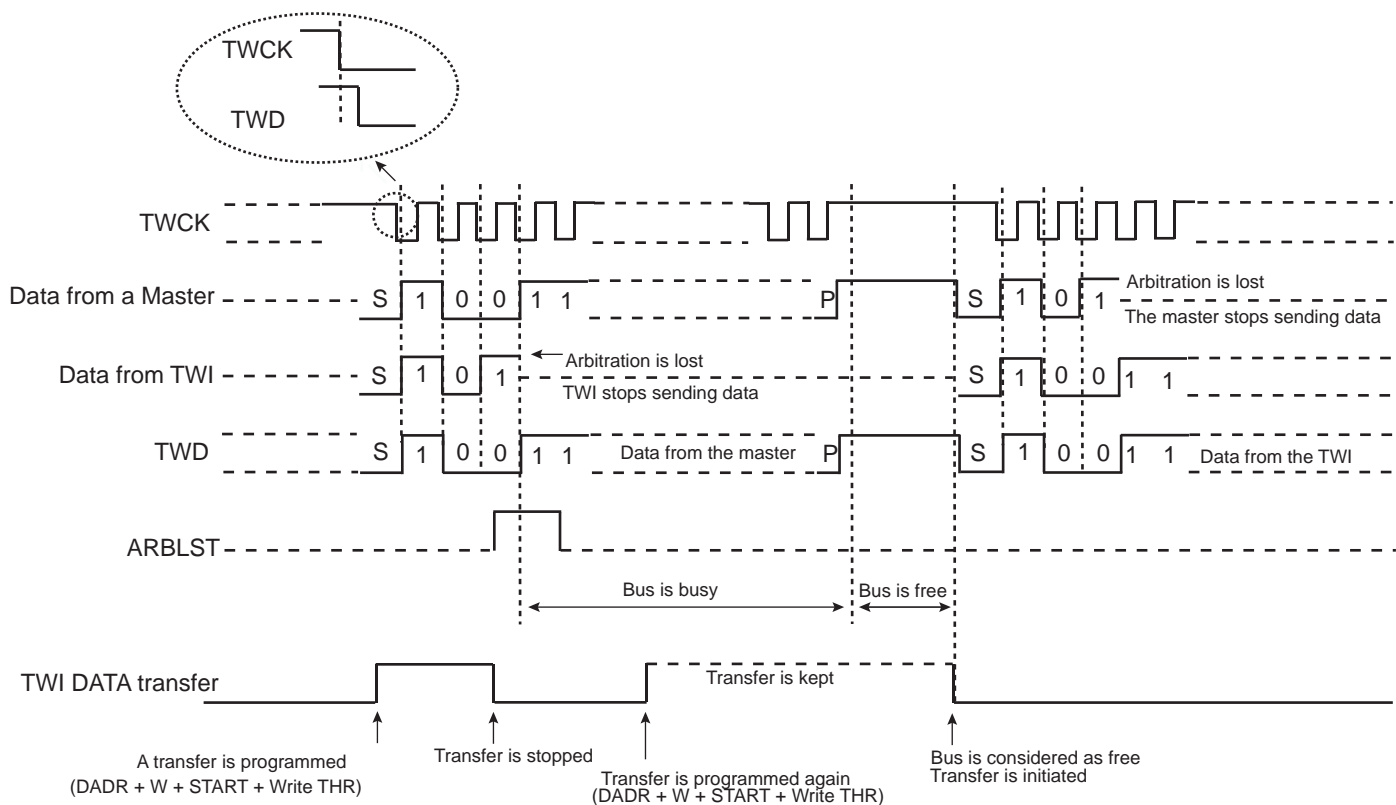 TWCK
TWD
TWCK
Data from a Master S 1 0 0 1 1 P S 1 0 1 Arbitration is lost
The master stops sending data
Data from TWI S 1 0 1 Arbitration is lost S 1 0 0 1 1
TWI stops sending data
TWD S 1 0 0 1 1 Data from the master P S 1 0 0 1 1 Data from the TWI
ARBLST
Bus is busy Bus is free
TWI DATA transfer Transfer is kept
A transfer is programmed
(DADR + W + START + Write THR)
Transfer is stopped
Transfer is programmed again
(DADR + W + START + Write THR)
Bus is considered as free
Transfer is initiated